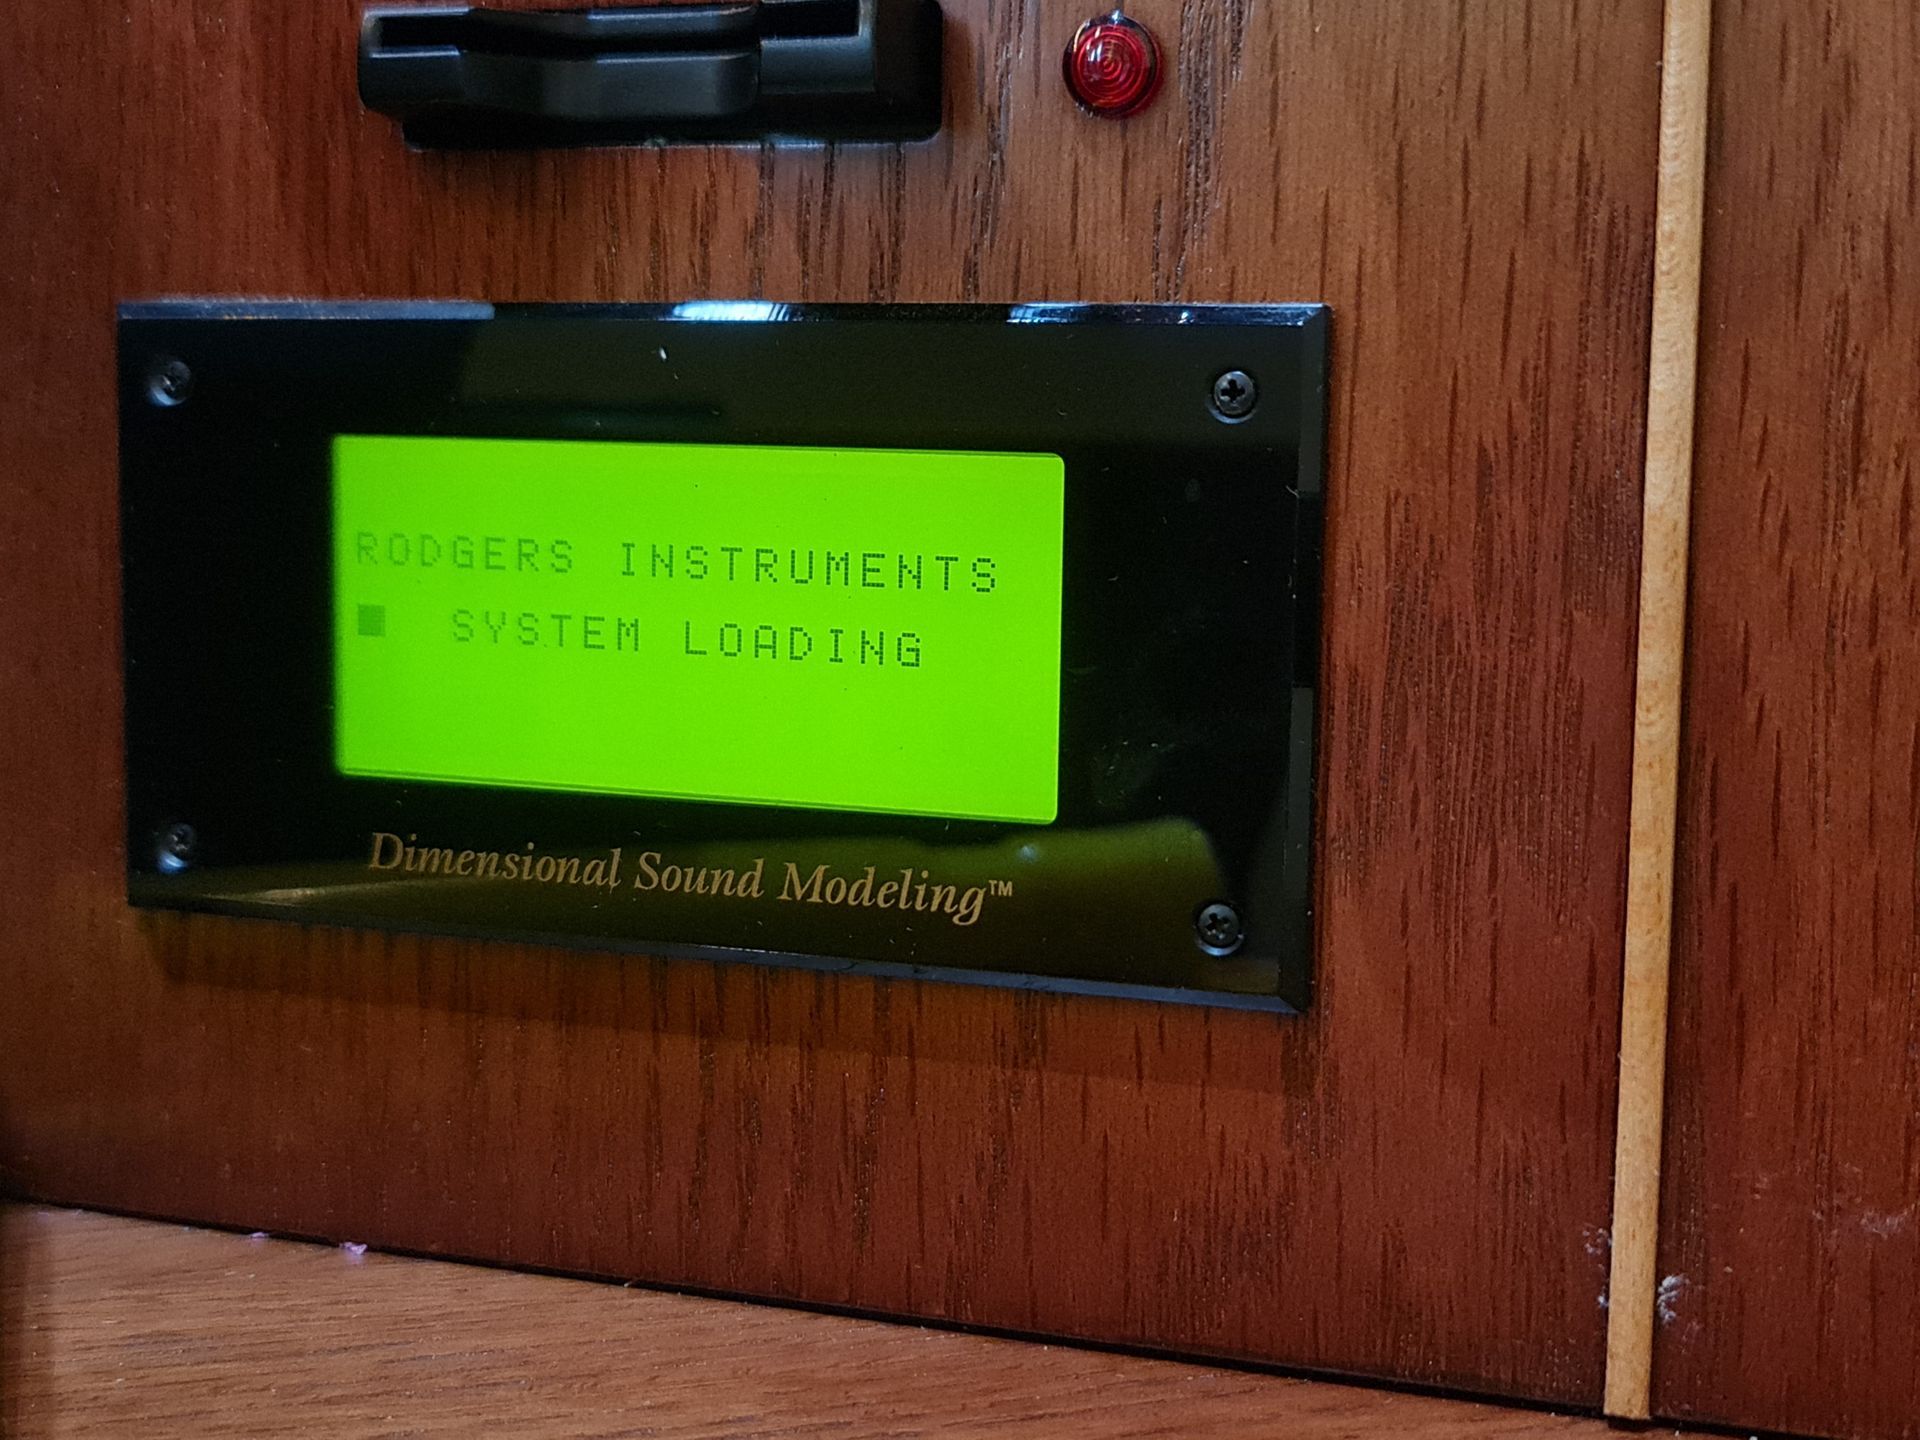 RODGERS INSTRUMENTS
SYSTEM LOADING
Dimensional Sound Modeling™